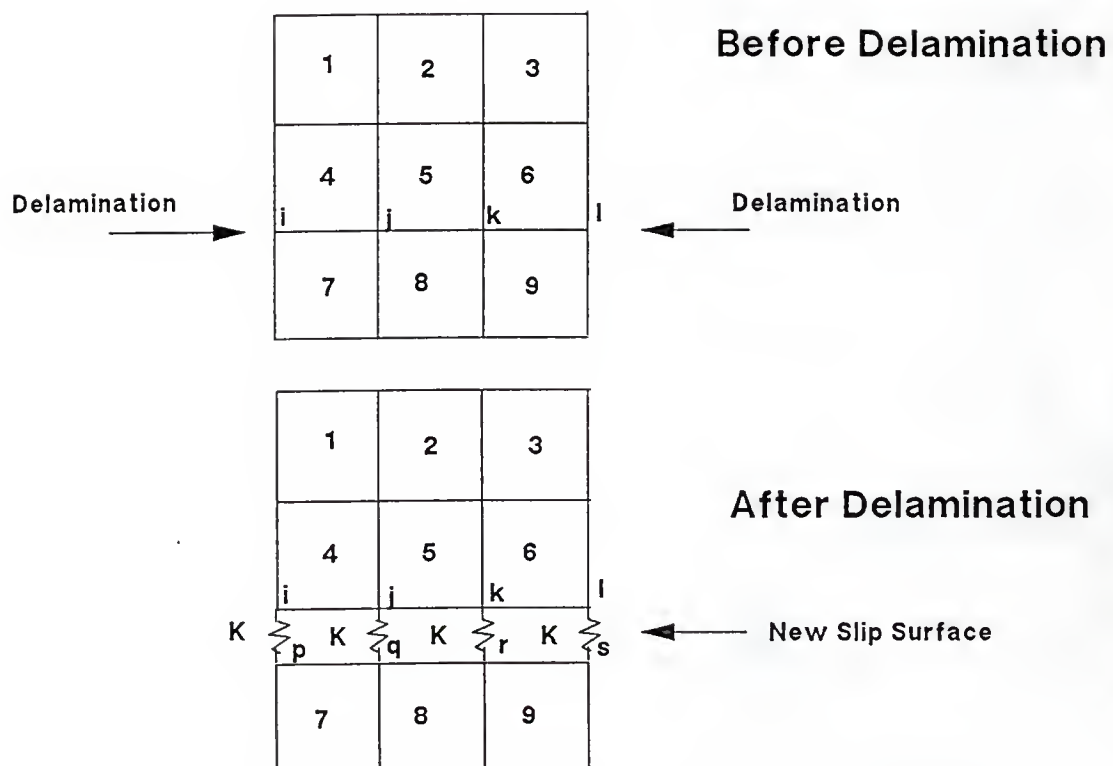 Before Delamination
1 2 3
4 5 6
Delamination
i j k l
Delamination
7 8 9
1 2 3
After Delamination
4 5 6
i j k l
K p K q K r K s
New Slip Surface
7 8 9